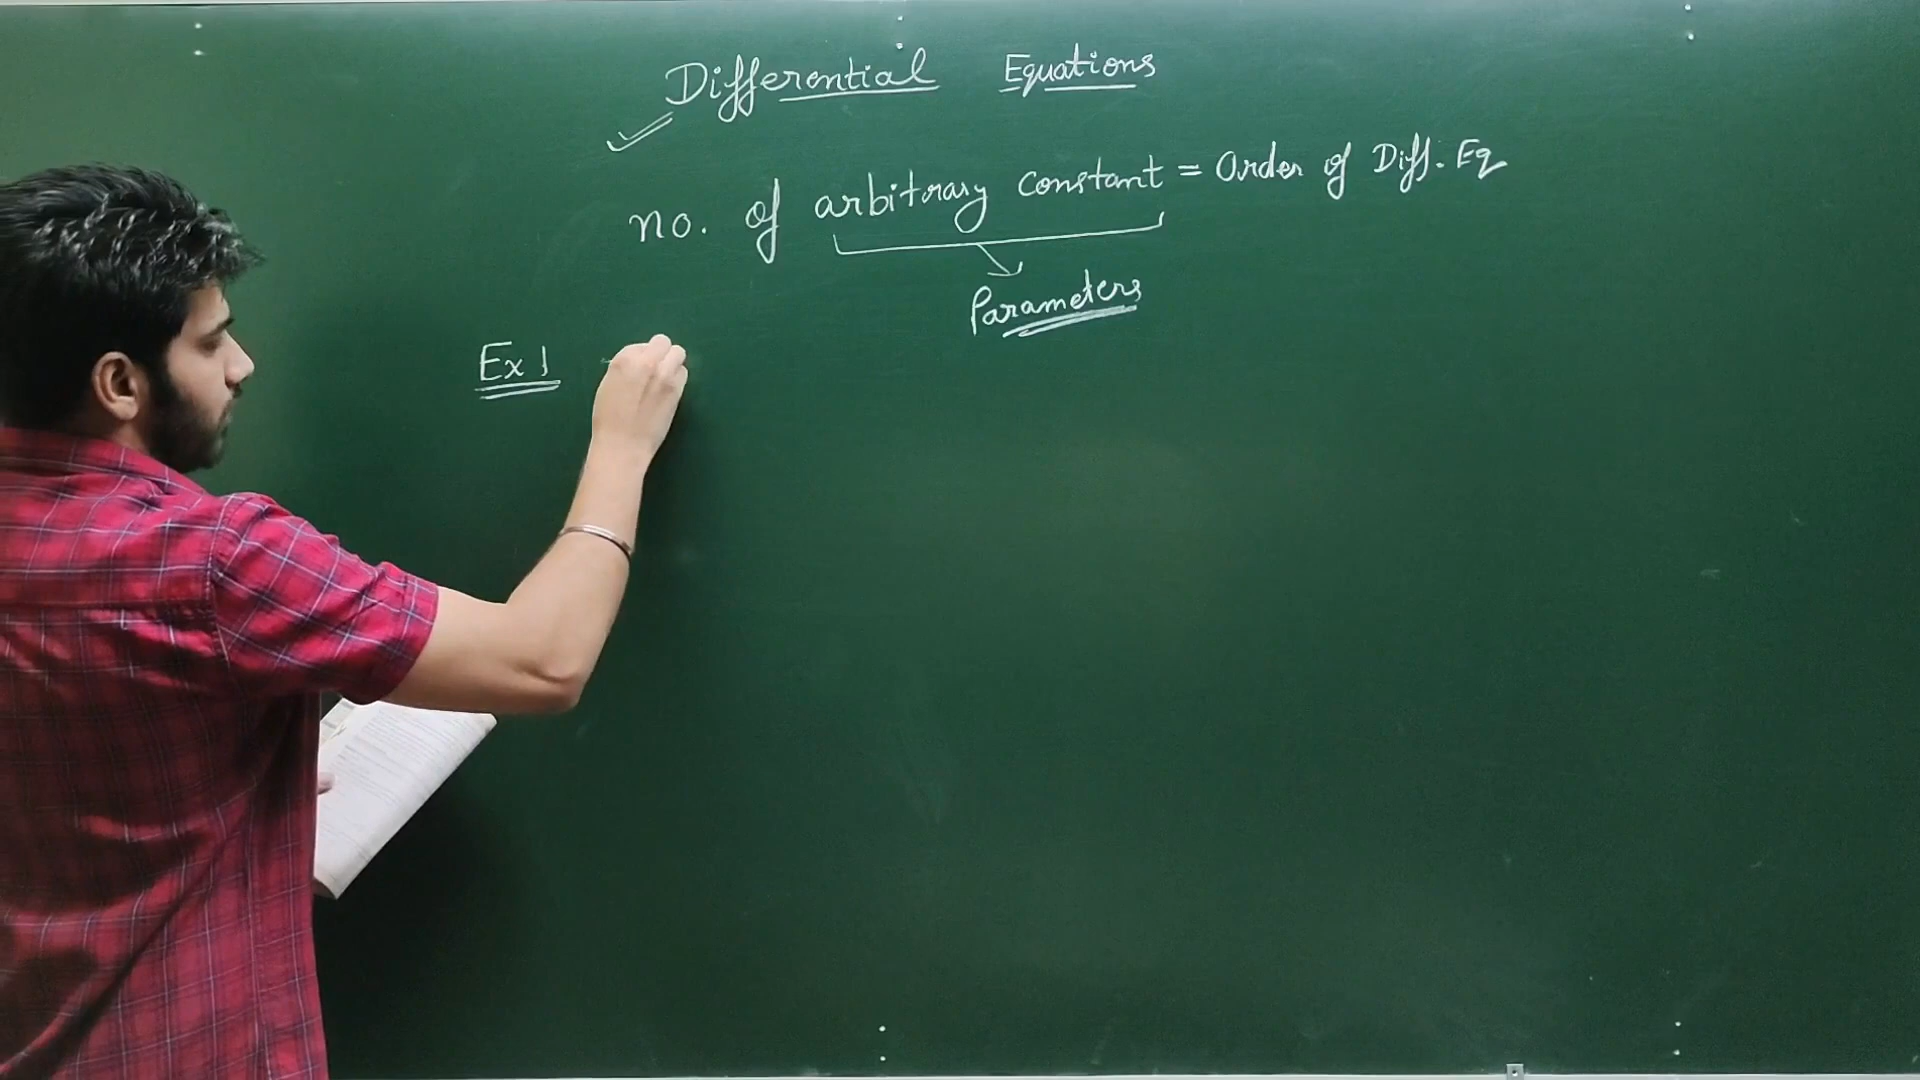 Differential Equations
no. of arbitrary constant = Order of Diff. Eq
Parameters
Ex 1